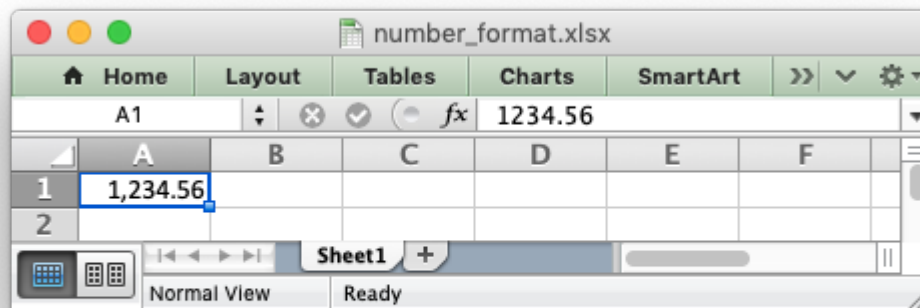 number_format.xlsx
Home Layout Tables Charts SmartArt
A1 fx 1234.56
A B C D E F
1 1,234.56
2
Sheet1 +
Normal View Ready